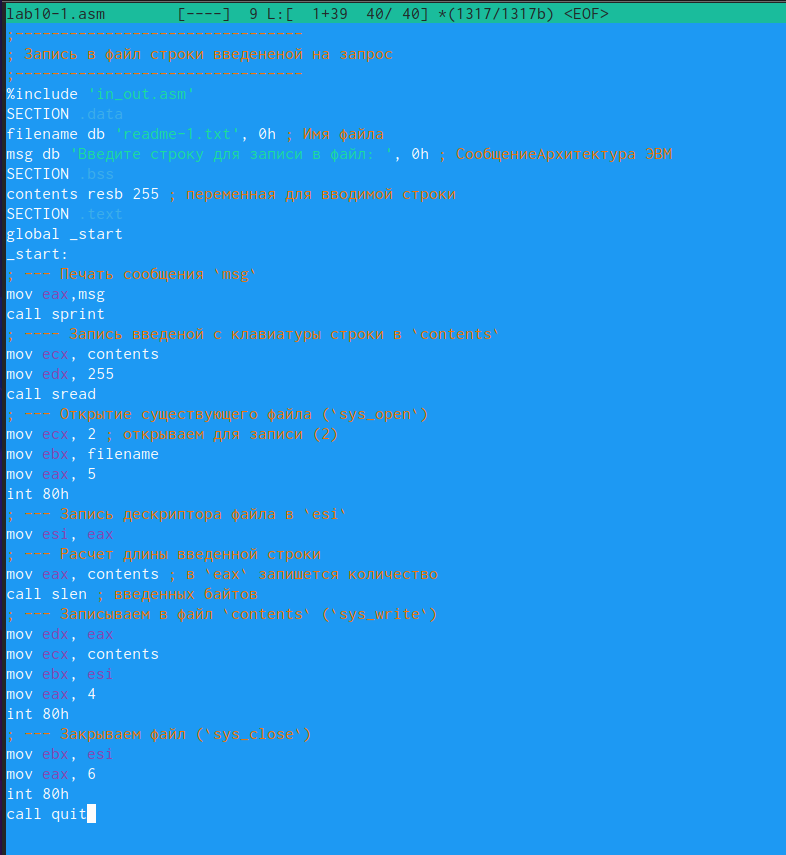 lab10-1.asm [----] 9 L:[ 1+39 40/ 40] *(1317/1317b) <EOF>
;--------------------------------
; Запись в файл строки введененой на запрос
;--------------------------------
%include 'in_out.asm'
SECTION .data
filename db 'readme-1.txt', 0h ; Имя файла
msg db 'Введите строку для записи в файл: ', 0h ; СообщениеАрхитектура ЭВМ
SECTION .bss
contents resb 255 ; переменная для вводимой строки
SECTION .text
global _start
_start:
; --- Печать сообщения `msg`
mov eax,msg
call sprint
; ---- Запись введеной с клавиатуры строки в `contents`
mov ecx, contents
mov edx, 255
call sread
; --- Открытие существующего файла (`sys_open`)
mov ecx, 2 ; открываем для записи (2)
mov ebx, filename
mov eax, 5
int 80h
; --- Запись дескриптора файла в `esi`
mov esi, eax
; --- Расчет длины введенной строки
mov eax, contents ; в `eax` запишется количество
call slen ; введенных байтов
; --- Записываем в файл `contents` (`sys_write`)
mov edx, eax
mov ecx, contents
mov ebx, esi
mov eax, 4
int 80h
; --- Закрываем файл (`sys_close`)
mov ebx, esi
mov eax, 6
int 80h
call quit